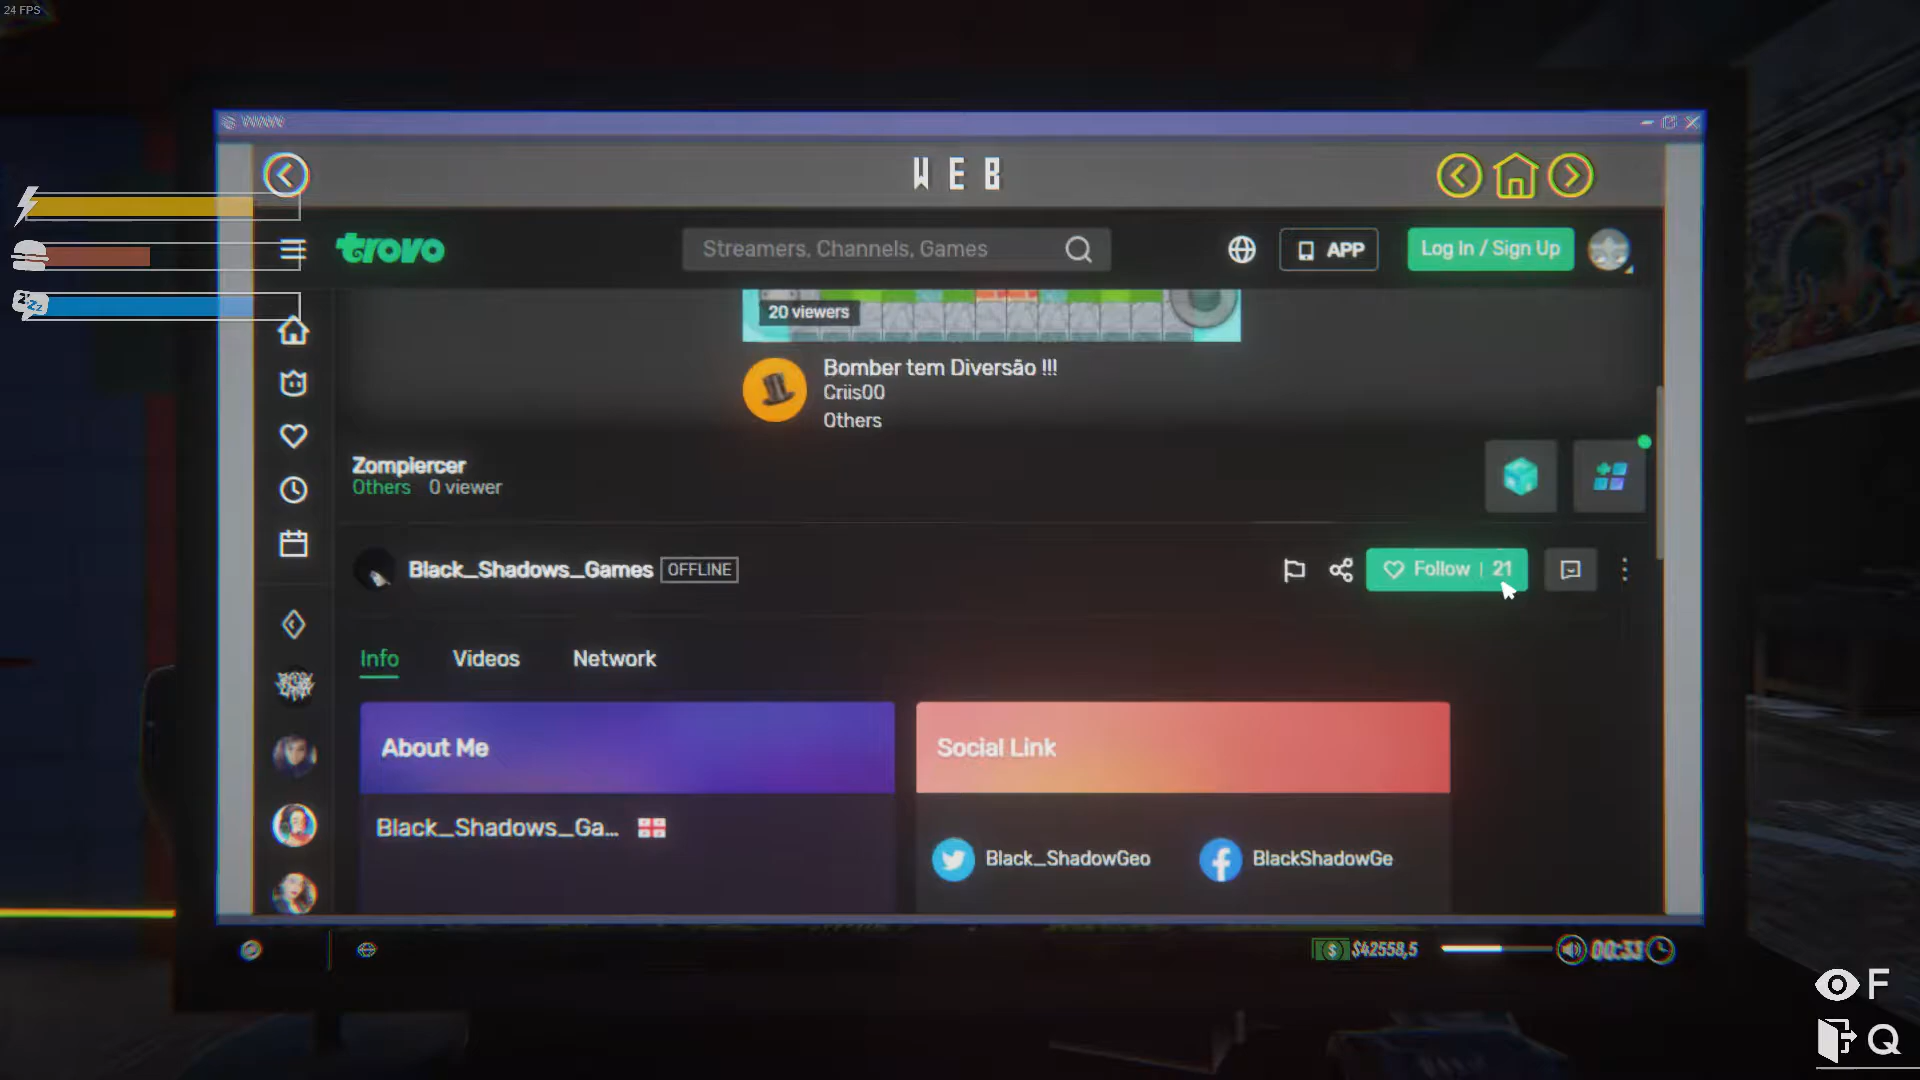 24 FPS
WWW
WEB
trovo
Streamers, Channels, Games
APP
Log In / Sign Up
20 viewers
Bomber tem Diversão !!!
Criis00
Others
Zompiercer
Others 0 viewer
Black_Shadows_Games OFFLINE
Follow | 21
Info Videos Network
About Me
Social Link
Black_Shadows_Ga...
Black_ShadowGeo
BlackShadowGe
$42558,5
00:33
F
Q